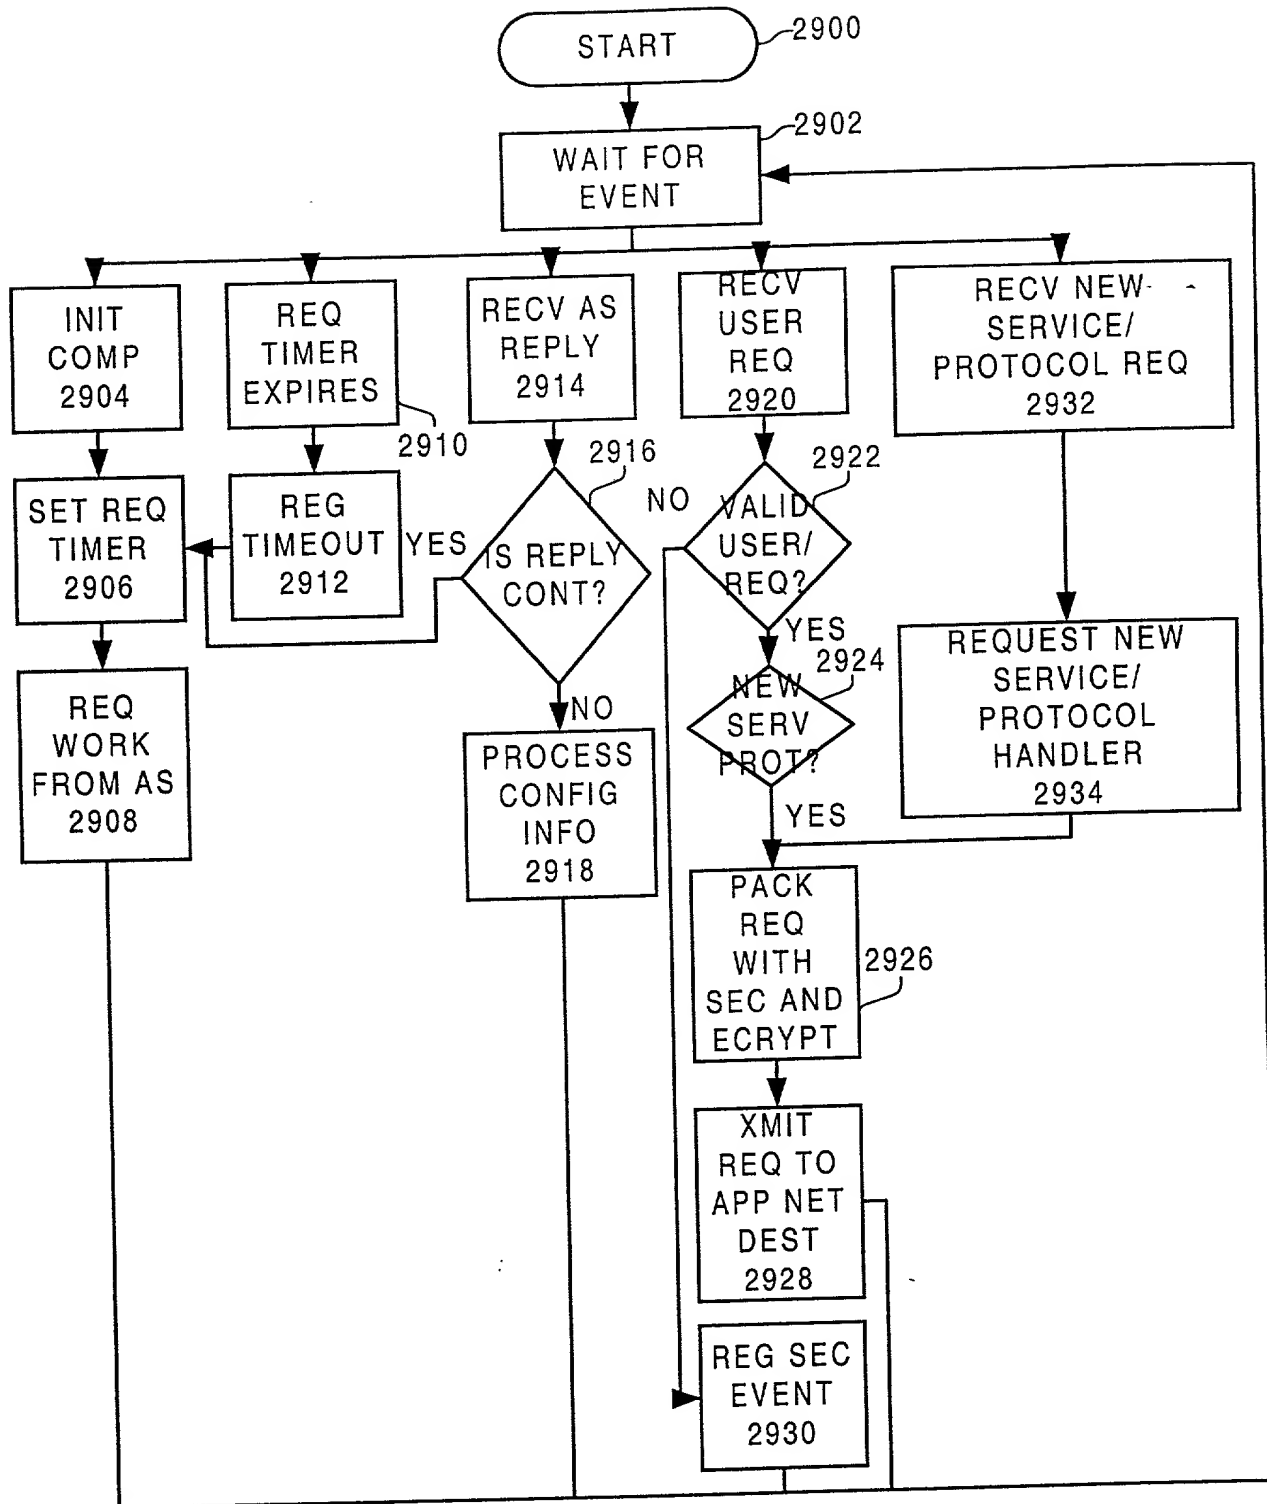 START
2900
WAIT FOR
EVENT
2902
INIT
COMP
2904
REQ
TIMER
EXPIRES
2910
RECV AS
REPLY
2914
RECV
USER
REQ
2920
RECV NEW
SERVICE/
PROTOCOL REQ
2932
SET REQ
TIMER
2906
REG
TIMEOUT
2912
YES
IS REPLY
CONT?
2916
NO
NO
VALID
USER/
REQ?
2922
YES
REQ
WORK
FROM AS
2908
PROCESS
CONFIG
INFO
2918
NEW
SERV
PROT?
2924
YES
REQUEST NEW
SERVICE/
PROTOCOL
HANDLER
2934
PACK
REQ
WITH
SEC AND
ECRYPT
2926
XMIT
REQ TO
APP NET
DEST
2928
REG SEC
EVENT
2930